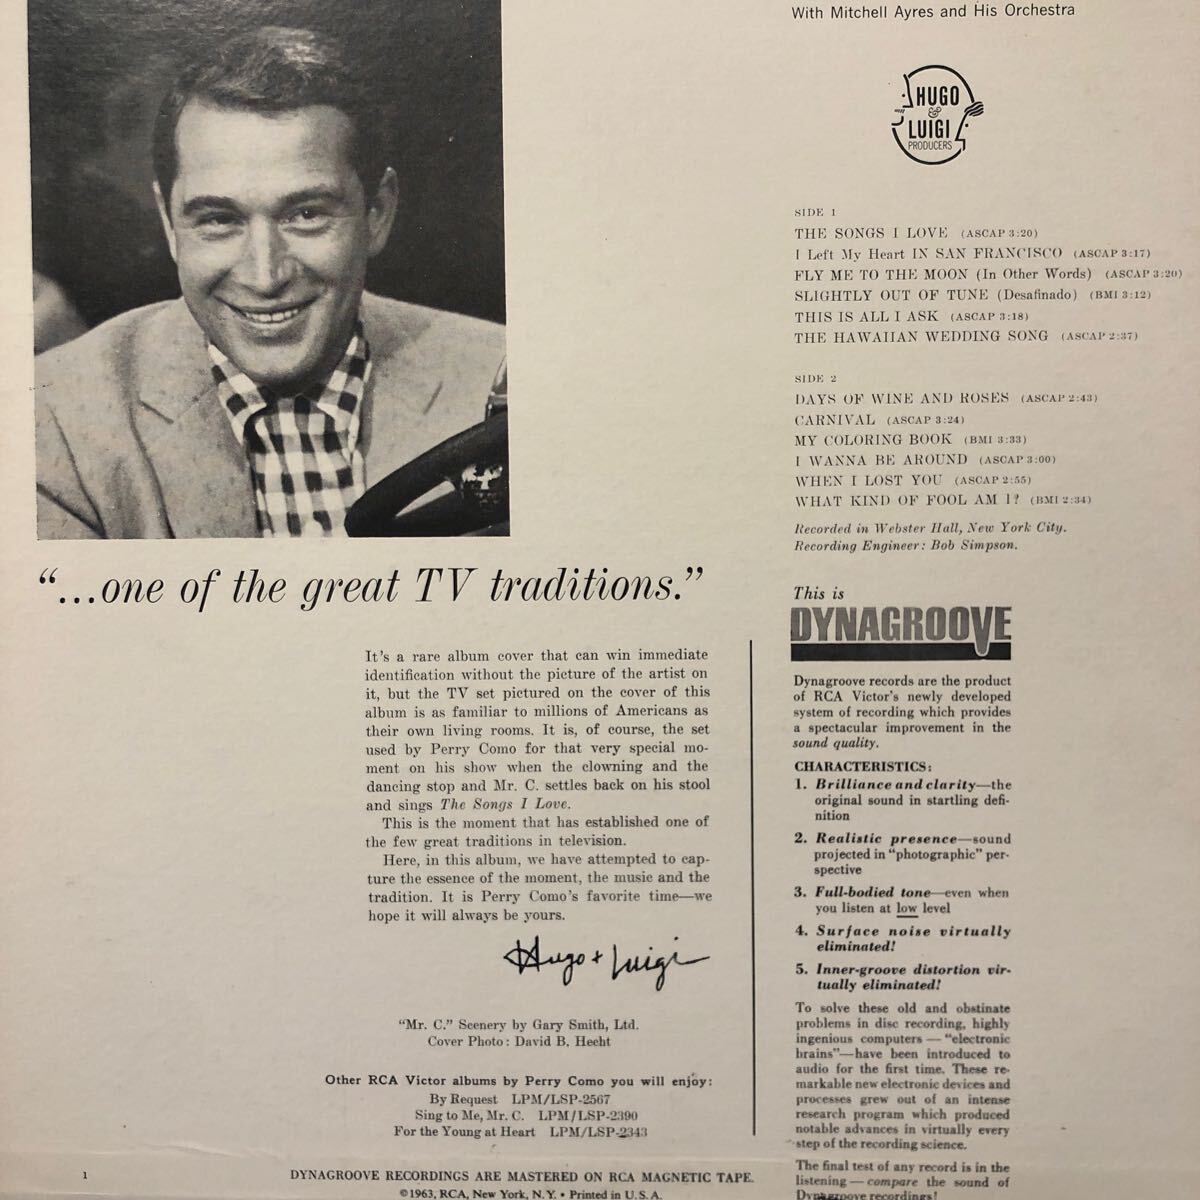 With Mitchell Ayres and His Orchestra
HUGO
&
LUIGI
PRODUCERS
SIDE 1
THE SONGS I LOVE (ASCAP 3:20)
I Left My Heart IN SAN FRANCISCO (ASCAP 3:17)
FLY ME TO THE MOON (In Other Words) (ASCAP 3:20)
SLIGHTLY OUT OF TUNE (Desafinado) (BMI 3:12)
THIS IS ALL I ASK (ASCAP 3:18)
THE HAWAIIAN WEDDING SONG (ASCAP 2:37)
SIDE 2
DAYS OF WINE AND ROSES (ASCAP 2:43)
CARNIVAL (ASCAP 3:24)
MY COLORING BOOK (BMI 3:33)
I WANNA BE AROUND (ASCAP 3:00)
WHEN I LOST YOU (ASCAP 2:55)
WHAT KIND OF FOOL AM I? (BMI 2:34)
Recorded in Webster Hall, New York City.
Recording Engineer: Bob Simpson.
“...one of the great TV traditions.”
It’s a rare album cover that can win immediate
identification without the picture of the artist on
it, but the TV set pictured on the cover of this
album is as familiar to millions of Americans as
their own living rooms. It is, of course, the set
used by Perry Como for that very special mo-
ment on his show when the clowning and the
dancing stop and Mr. C. settles back on his stool
and sings The Songs I Love.
This is the moment that has established one of
the few great traditions in television.
Here, in this album, we have attempted to cap-
ture the essence of the moment, the music and the
tradition. It is Perry Como’s favorite time—we
hope it will always be yours.
Hugo + Luigi
“Mr. C.” Scenery by Gary Smith, Ltd.
Cover Photo: David B. Hecht
Other RCA Victor albums by Perry Como you will enjoy:
By Request LPM/LSP-2567
Sing to Me, Mr. C. LPM/LSP-2390
For the Young at Heart LPM/LSP-2343
This is
DYNAGROOVE
Dynagroove records are the product
of RCA Victor’s newly developed
system of recording which provides
a spectacular improvement in the
sound quality.
CHARACTERISTICS:
1. Brilliance and clarity—the
original sound in startling defi-
nition
2. Realistic presence—sound
projected in “photographic” per-
spective
3. Full-bodied tone—even when
you listen at low level
4. Surface noise virtually
eliminated!
5. Inner-groove distortion vir-
tually eliminated!
To solve these old and obstinate
problems in disc recording, highly
ingenious computers — “electronic
brains”—have been introduced to
audio for the first time. These re-
markable new electronic devices and
processes grew out of an intense
research program which produced
notable advances in virtually every
step of the recording science.
The final test of any record is in the
listening — compare the sound of
Dynagroove recordings!
1
DYNAGROOVE RECORDINGS ARE MASTERED ON RCA MAGNETIC TAPE.
©1963, RCA, New York, N. Y. • Printed in U. S. A.